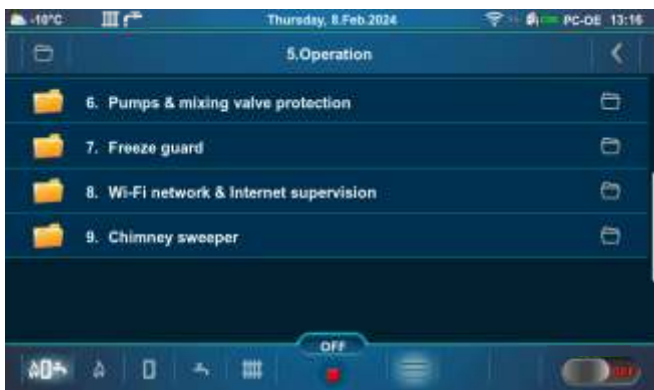 -10°C Thursday, 8.Feb.2024 PC-OE 13:16
5.Operation
6. Pumps & mixing valve protection
7. Freeze guard
8. Wi-Fi network & Internet supervision
9. Chimney sweeper
OFF
OFF